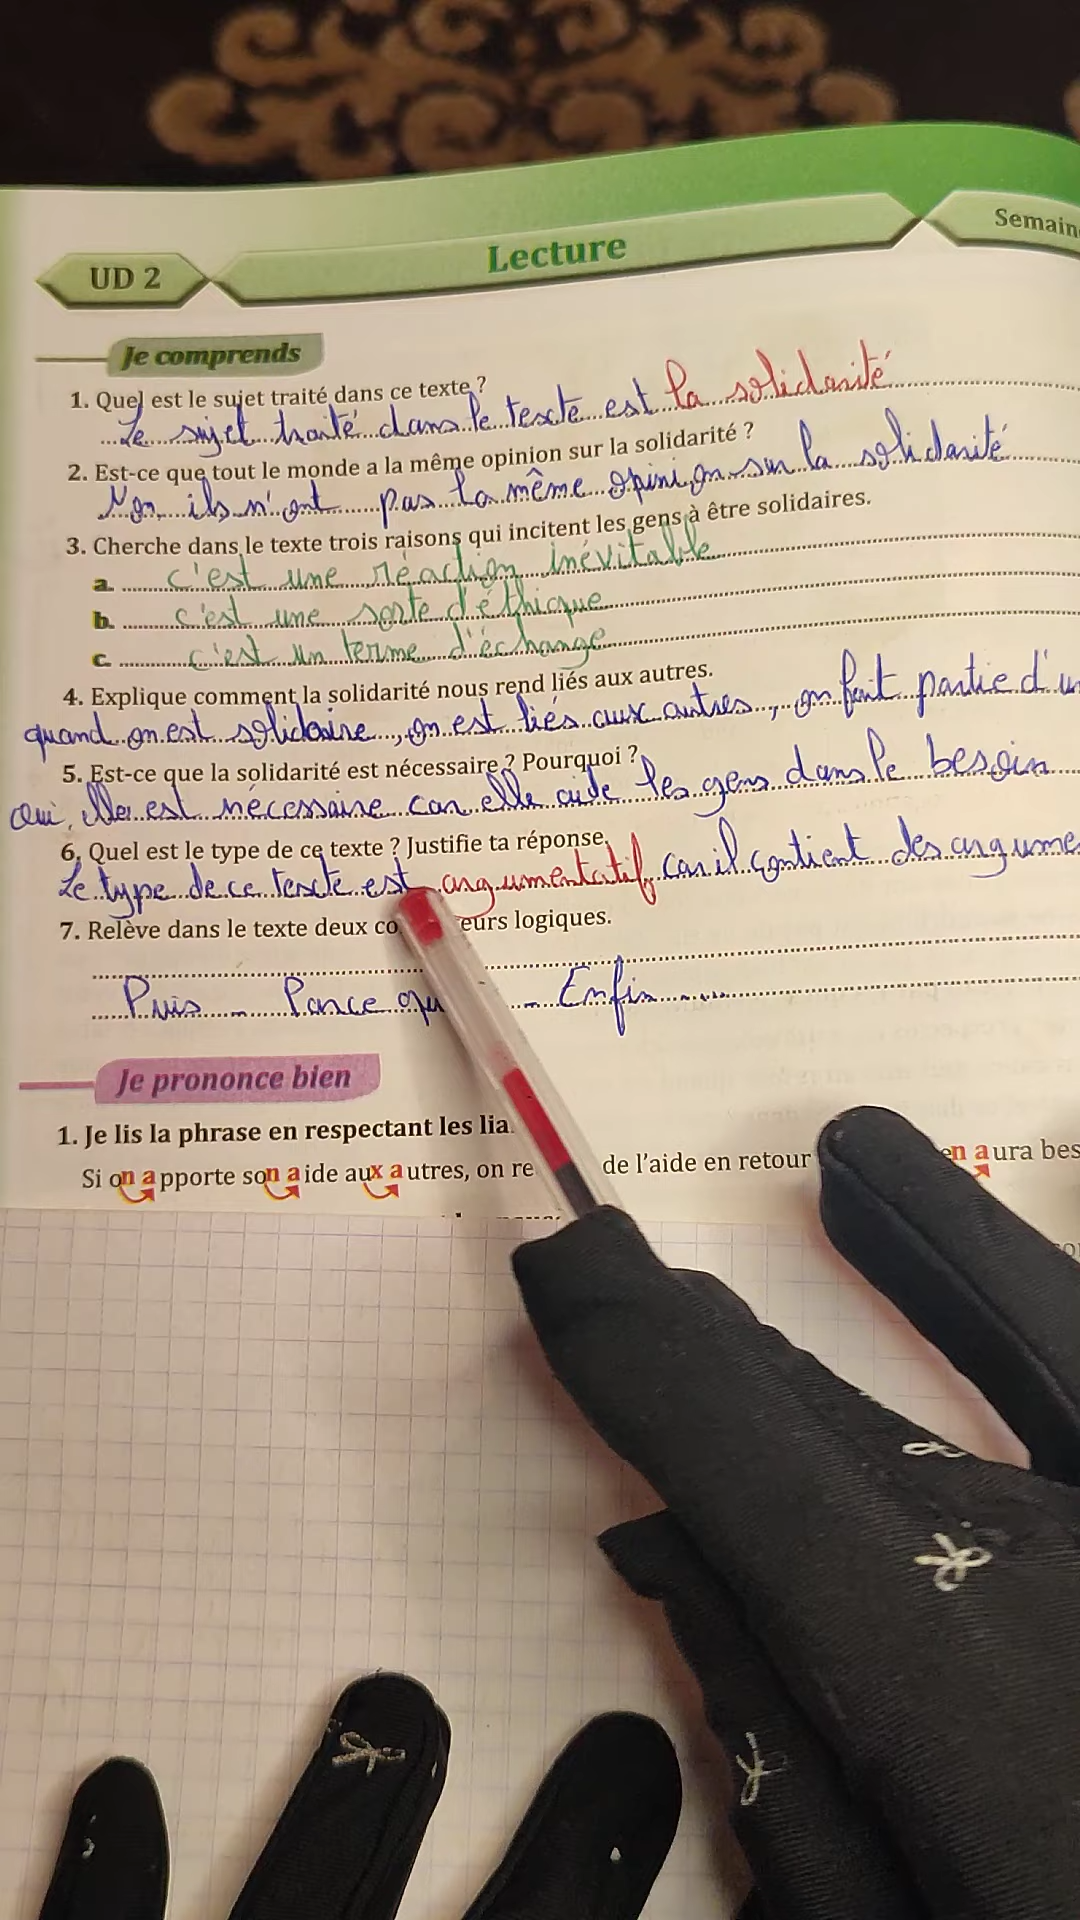 Semain
UD 2
Lecture
Je comprends
1. Quel est le sujet traité dans ce texte ?
Le sujet traité dans le texte est la solidarité
2. Est-ce que tout le monde a la même opinion sur la solidarité ?
Non, ils n'ont pas la même opinion sur la solidarité
3. Cherche dans le texte trois raisons qui incitent les gens à être solidaires.
a. c'est une réaction inévitable
b. c'est une sorte d'éthique
c. c'est un terme d'échange
4. Explique comment la solidarité nous rend liés aux autres.
quand on est solidaire, on est liés aux autres, on fait partie d'un
5. Est-ce que la solidarité est nécessaire ? Pourquoi ?
oui, elle est nécessaire car elle aide les gens dans le besoin
6. Quel est le type de ce texte ? Justifie ta réponse.
Le type de ce texte est argumentatif, car il contient des argume
7. Relève dans le texte deux co eurs logiques.
Puis - Parce qu - Enfin
Je prononce bien
1. Je lis la phrase en respectant les lia
Si on apporte son aide aux autres, on re de l'aide en retour en aura bes